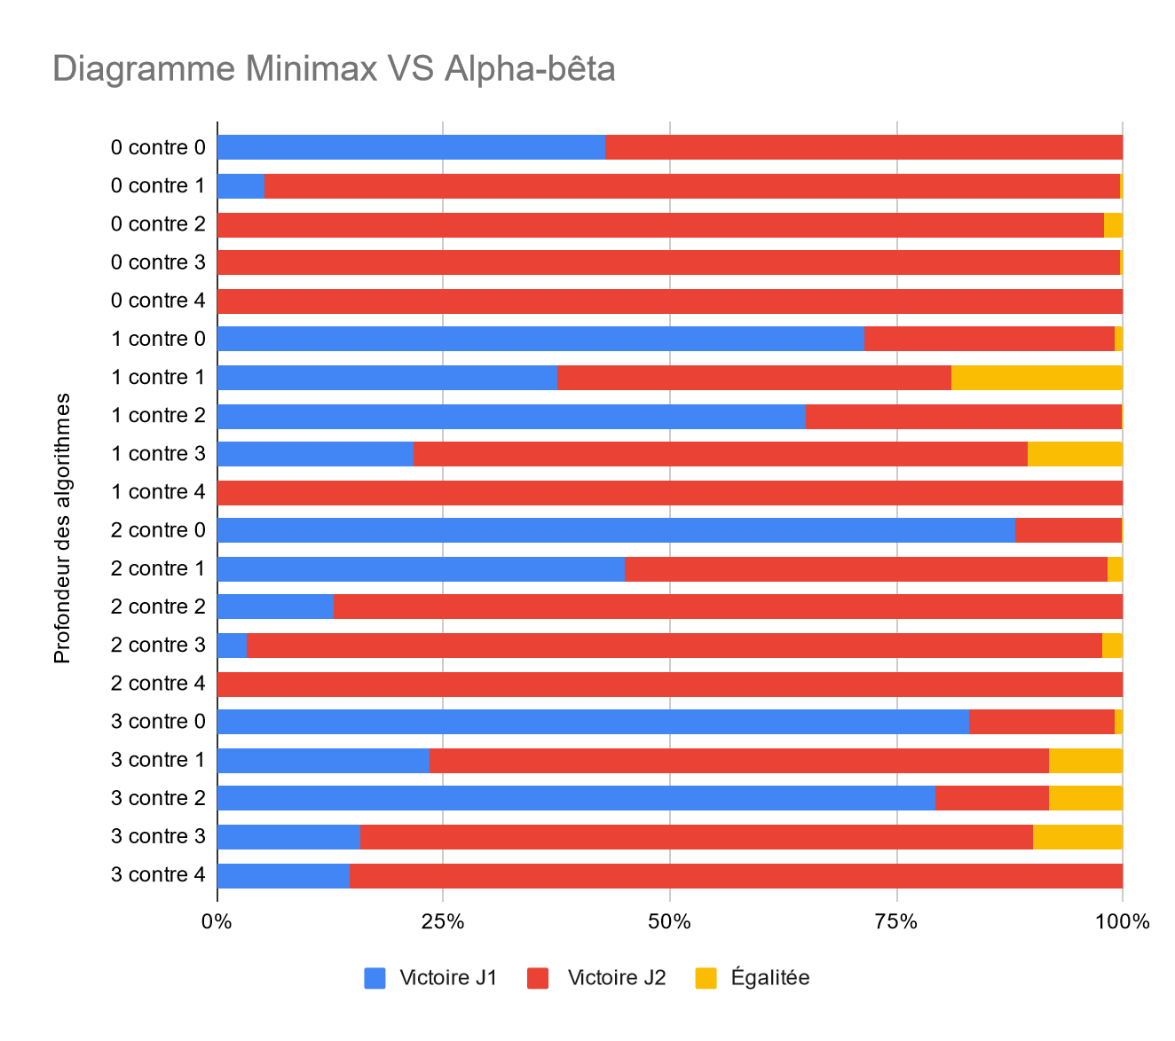 Diagramme Minimax VS Alpha-bêta
Profondeur des algorithmes
0 contre 0
0 contre 1
0 contre 2
0 contre 3
0 contre 4
1 contre 0
1 contre 1
1 contre 2
1 contre 3
1 contre 4
2 contre 0
2 contre 1
2 contre 2
2 contre 3
2 contre 4
3 contre 0
3 contre 1
3 contre 2
3 contre 3
3 contre 4
0% 25% 50% 75% 100%
Victoire J1 Victoire J2 Égalitée